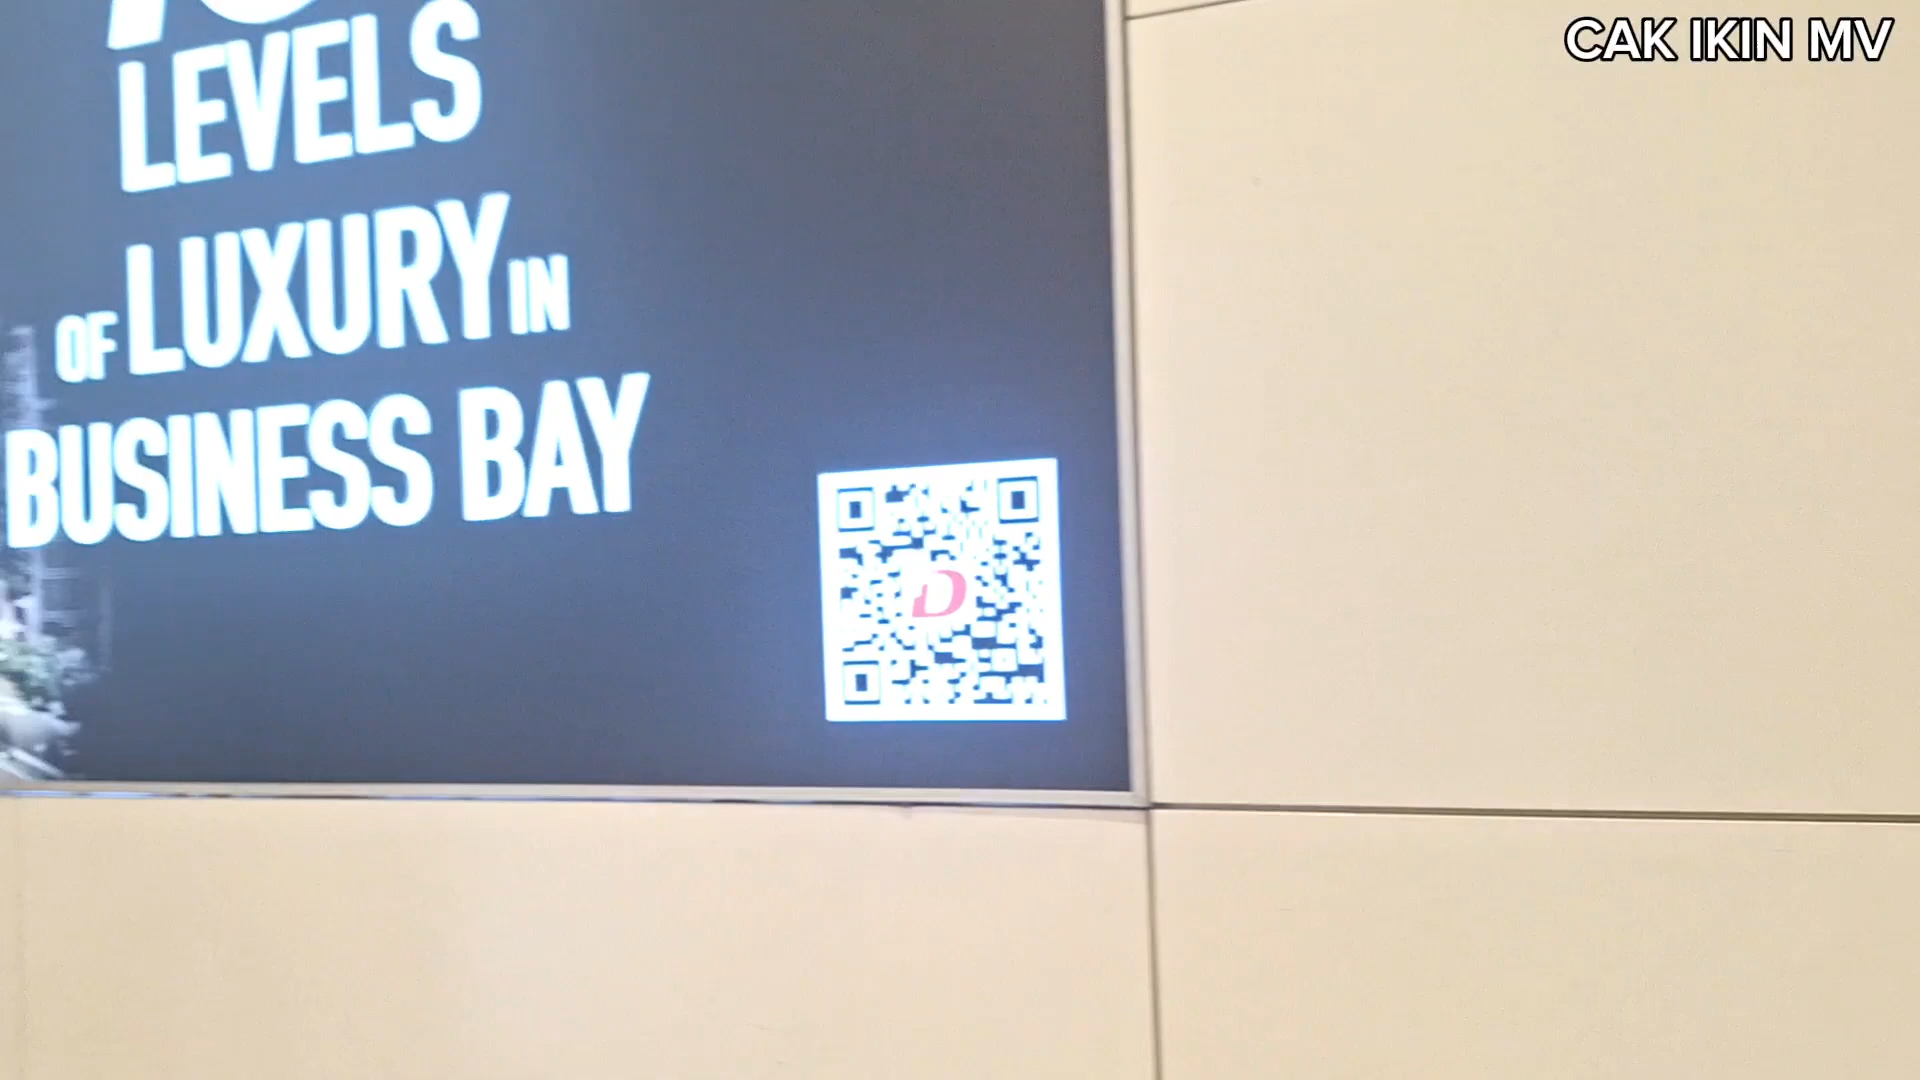 CAK IKIN MV
LEVELS
OF LUXURY IN
BUSINESS BAY
D